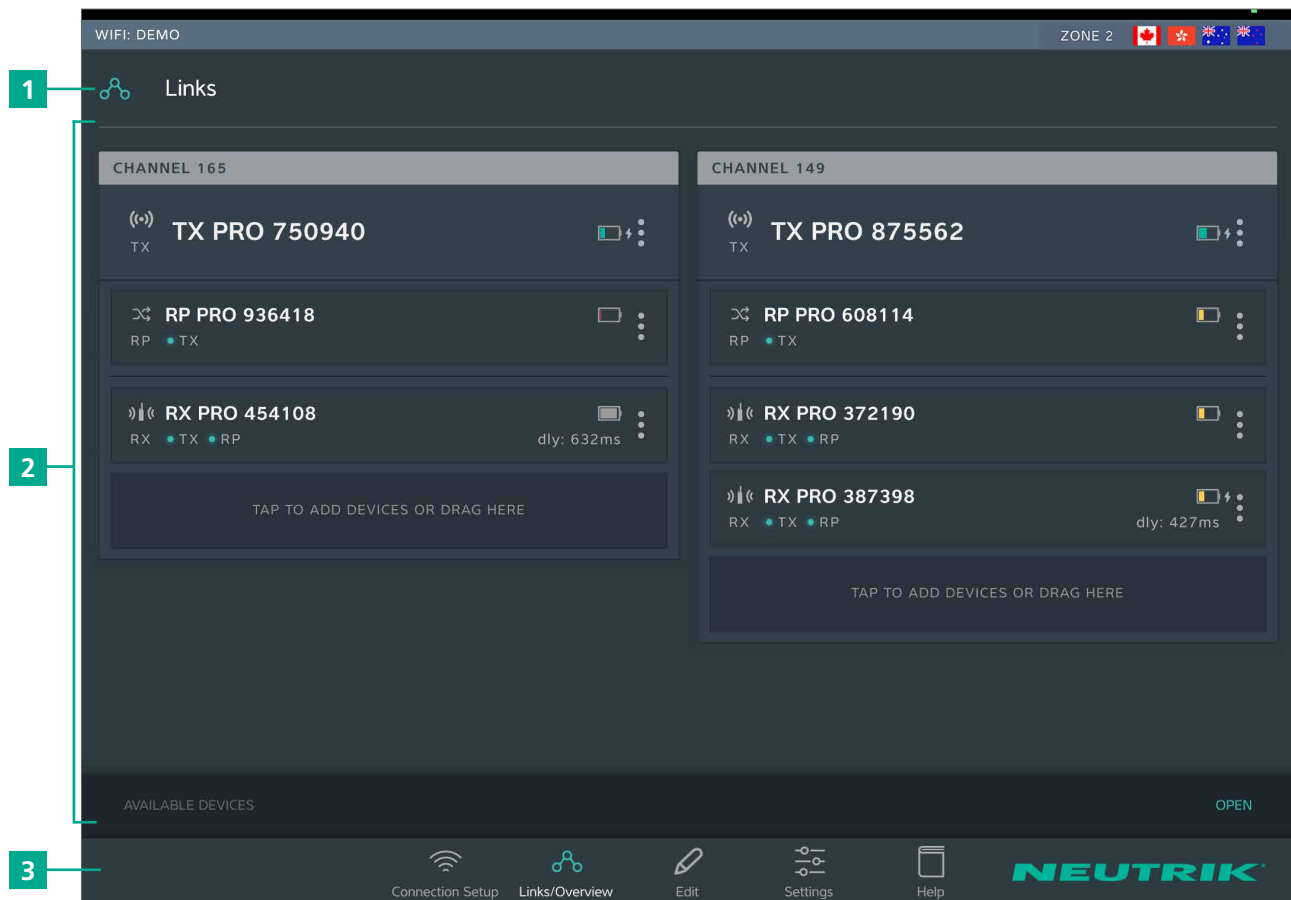 WIFI: DEMO
ZONE 2
1
Links
2
CHANNEL 165
TX PRO 750940
TX
RP PRO 936418
RP TX
RX PRO 454108
RX TX RP
dly: 632ms
TAP TO ADD DEVICES OR DRAG HERE
CHANNEL 149
TX PRO 875562
TX
RP PRO 608114
RP TX
RX PRO 372190
RX TX RP
RX PRO 387398
RX TX RP
dly: 427ms
TAP TO ADD DEVICES OR DRAG HERE
AVAILABLE DEVICES
OPEN
3
Connection Setup
Links/Overview
Edit
Settings
Help
NEUTRIK